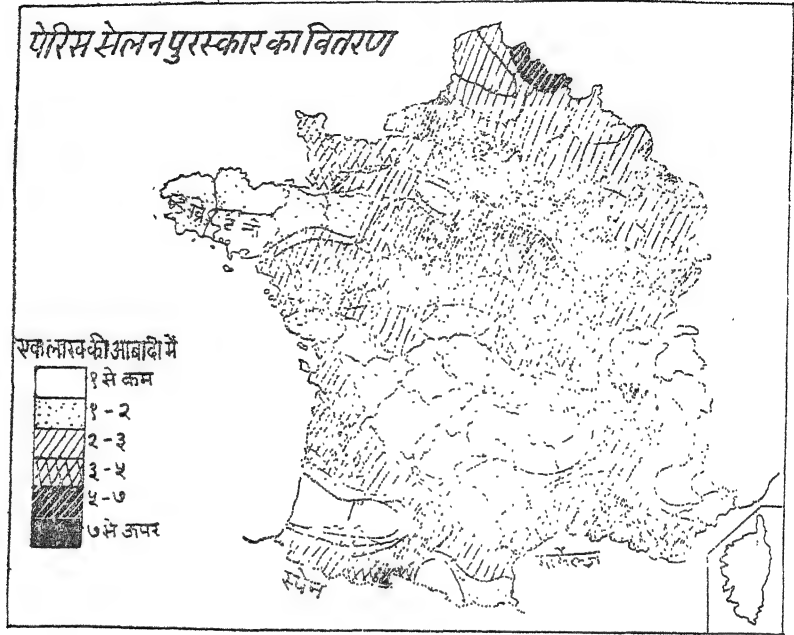 पेरिस सेलन पुरस्कार का वितरण
एक लाख की आबादी में
१ से कम
१ - २
२ - ३
३ - ५
५ - ७
७ से ऊपर
स्पेन